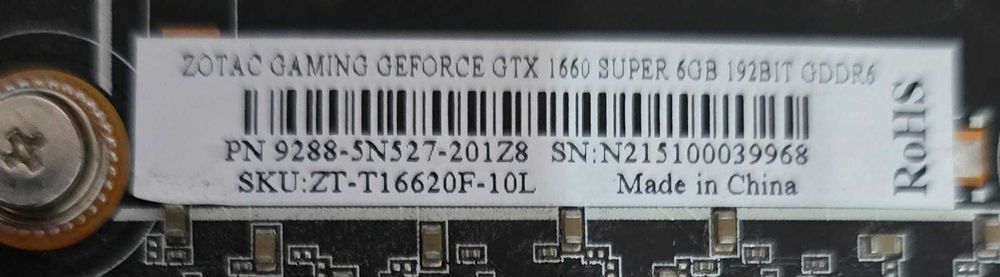 ZOTAC GAMING GEFORCE GTX 1660 SUPER 6GB 192BIT GDDR6
PN 9288-5N527-201Z8 SN:N215100039968
SKU:ZT-T16620F-10L Made in China
RoHS